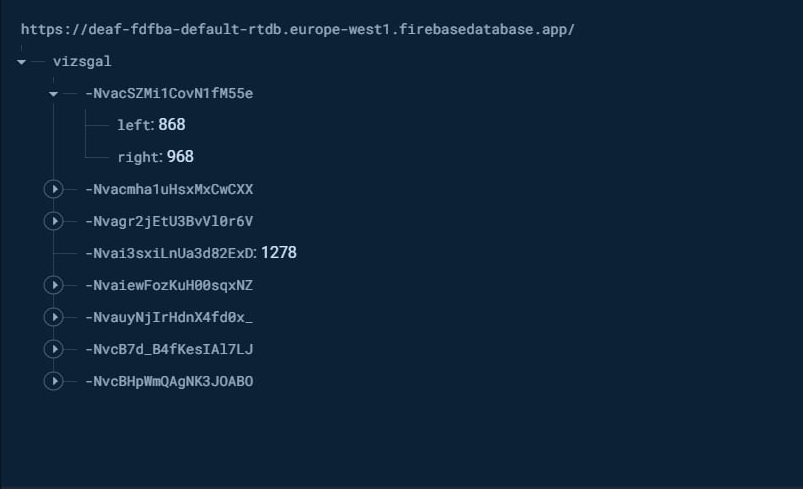 https://deaf-fdfba-default-rtdb.europe-west1.firebasedatabase.app/
vizsgal
-NvacSZMi1CovN1fM55e
left: 868
right: 968
-Nvacmha1uHsxMxCwCXX
-Nvagr2jEtU3BvVl0r6V
-Nvai3sxiLnUa3d82ExD: 1278
-NvaiewFozKuH00sqxNZ
-NvauyNjIrHdnX4fd0x_
-NvcB7d_B4fKesIAl7LJ
-NvcBHpWmQAgNK3JOABO